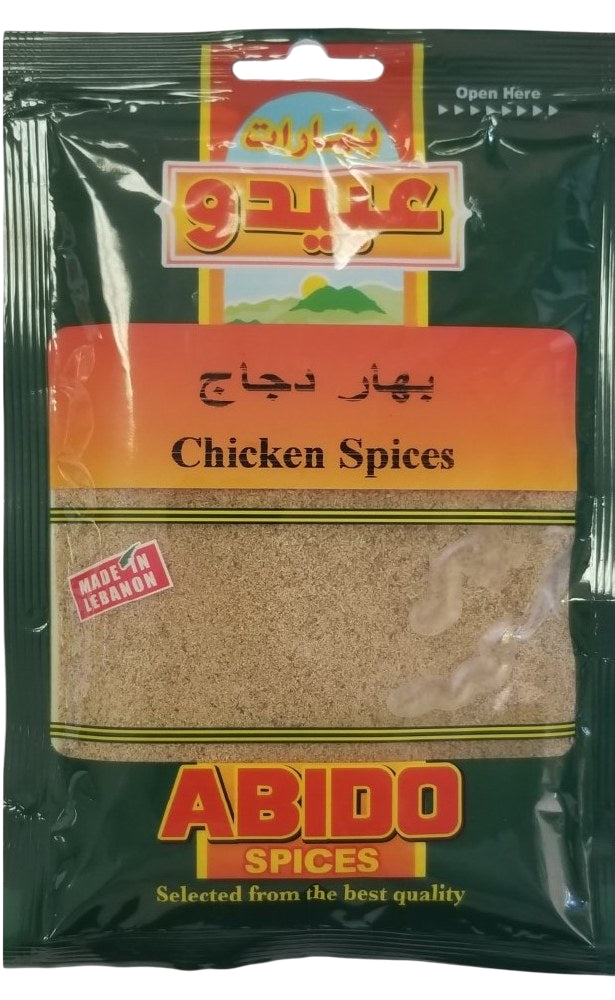 Open Here
بهارات
عبيدو
بهار دجاج
Chicken Spices
MADE IN
LEBANON
ABIDO
SPICES
Selected from the best quality